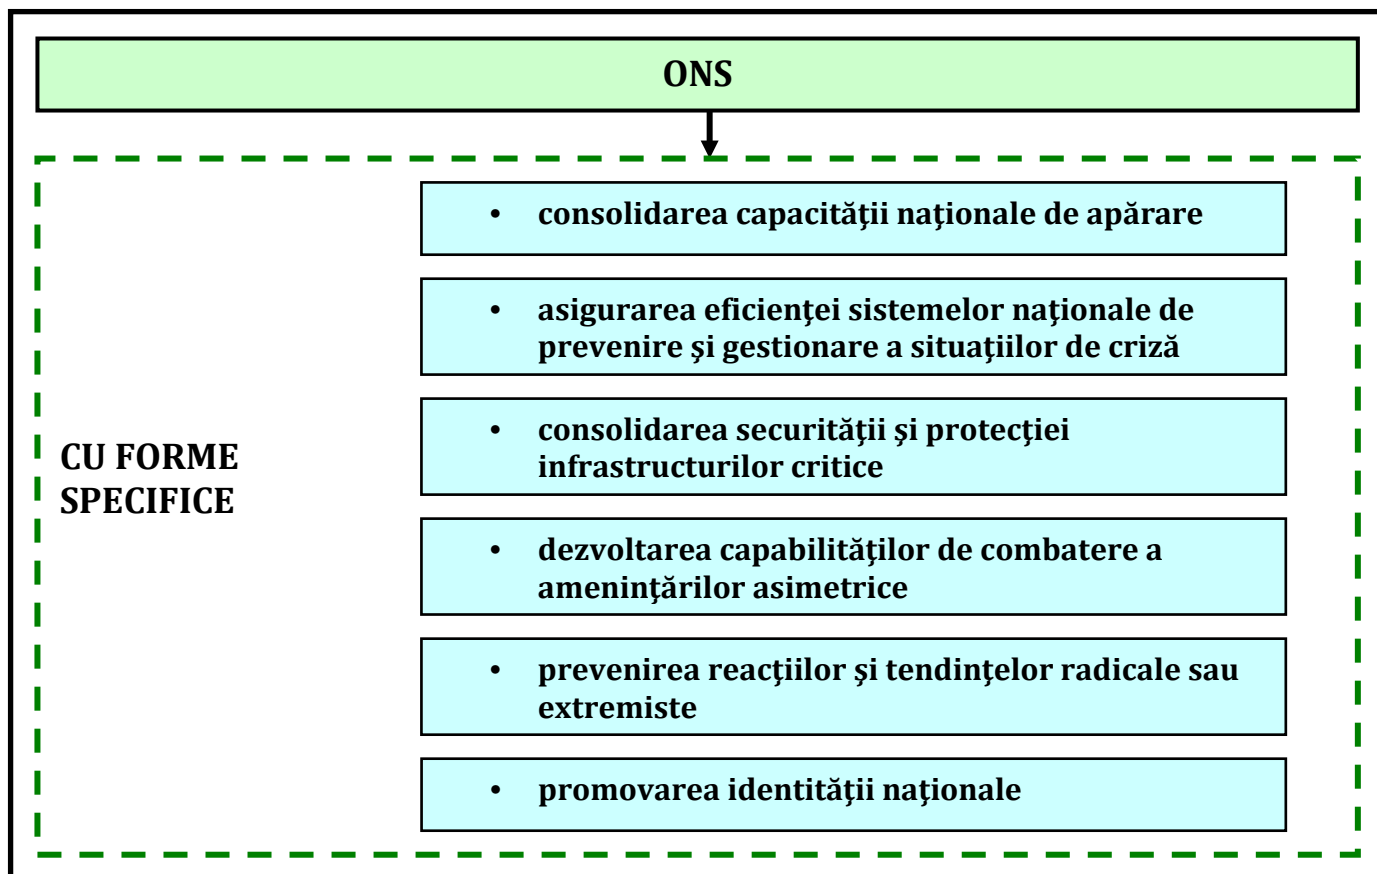 ONS
• consolidarea capacităţii naţionale de apărare
• asigurarea eficienţei sistemelor naţionale de
prevenire şi gestionare a situaţiilor de criză
CU FORME
SPECIFICE
• consolidarea securităţii şi protecţiei
infrastructurilor critice
• dezvoltarea capabilităţilor de combatere a
ameninţărilor asimetrice
• prevenirea reacţiilor şi tendinţelor radicale sau
extremiste
• promovarea identităţii naţionale